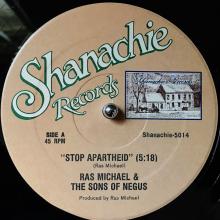 Shanachie
Records
SIDE A
45 RPM
Shanachie-5014
"STOP APARTHEID" (5:18)
(Ras Michael)
RAS MICHAEL &
THE SONS OF NEGUS
Produced by Ras Michael